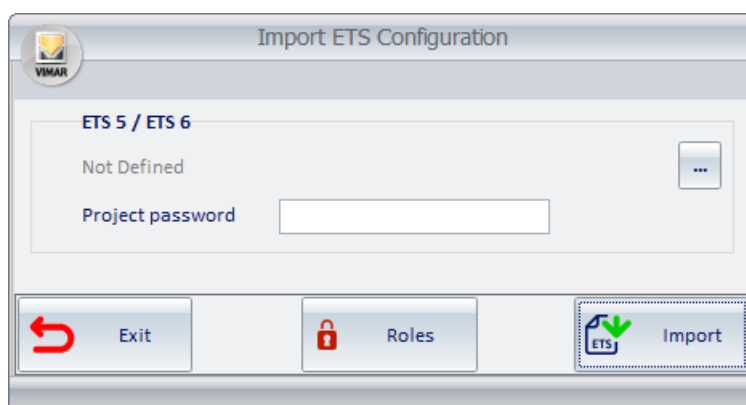 Import ETS Configuration
VIMAR
ETS 5 / ETS 6
Not Defined
...
Project password
Exit
Roles
ETS
Import